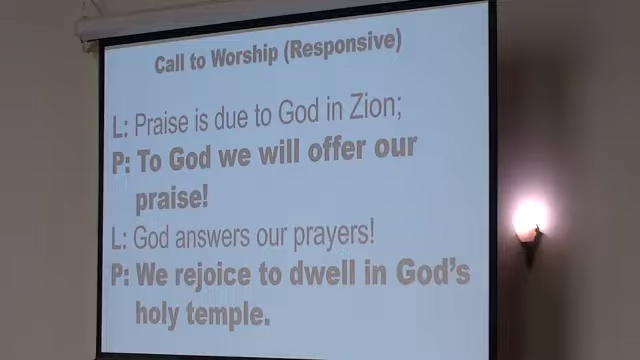 Call to Worship (Responsive)
L: Praise is due to God in Zion;
P: To God we will offer our
praise!
L: God answers our prayers!
P: We rejoice to dwell in God's
holy temple.